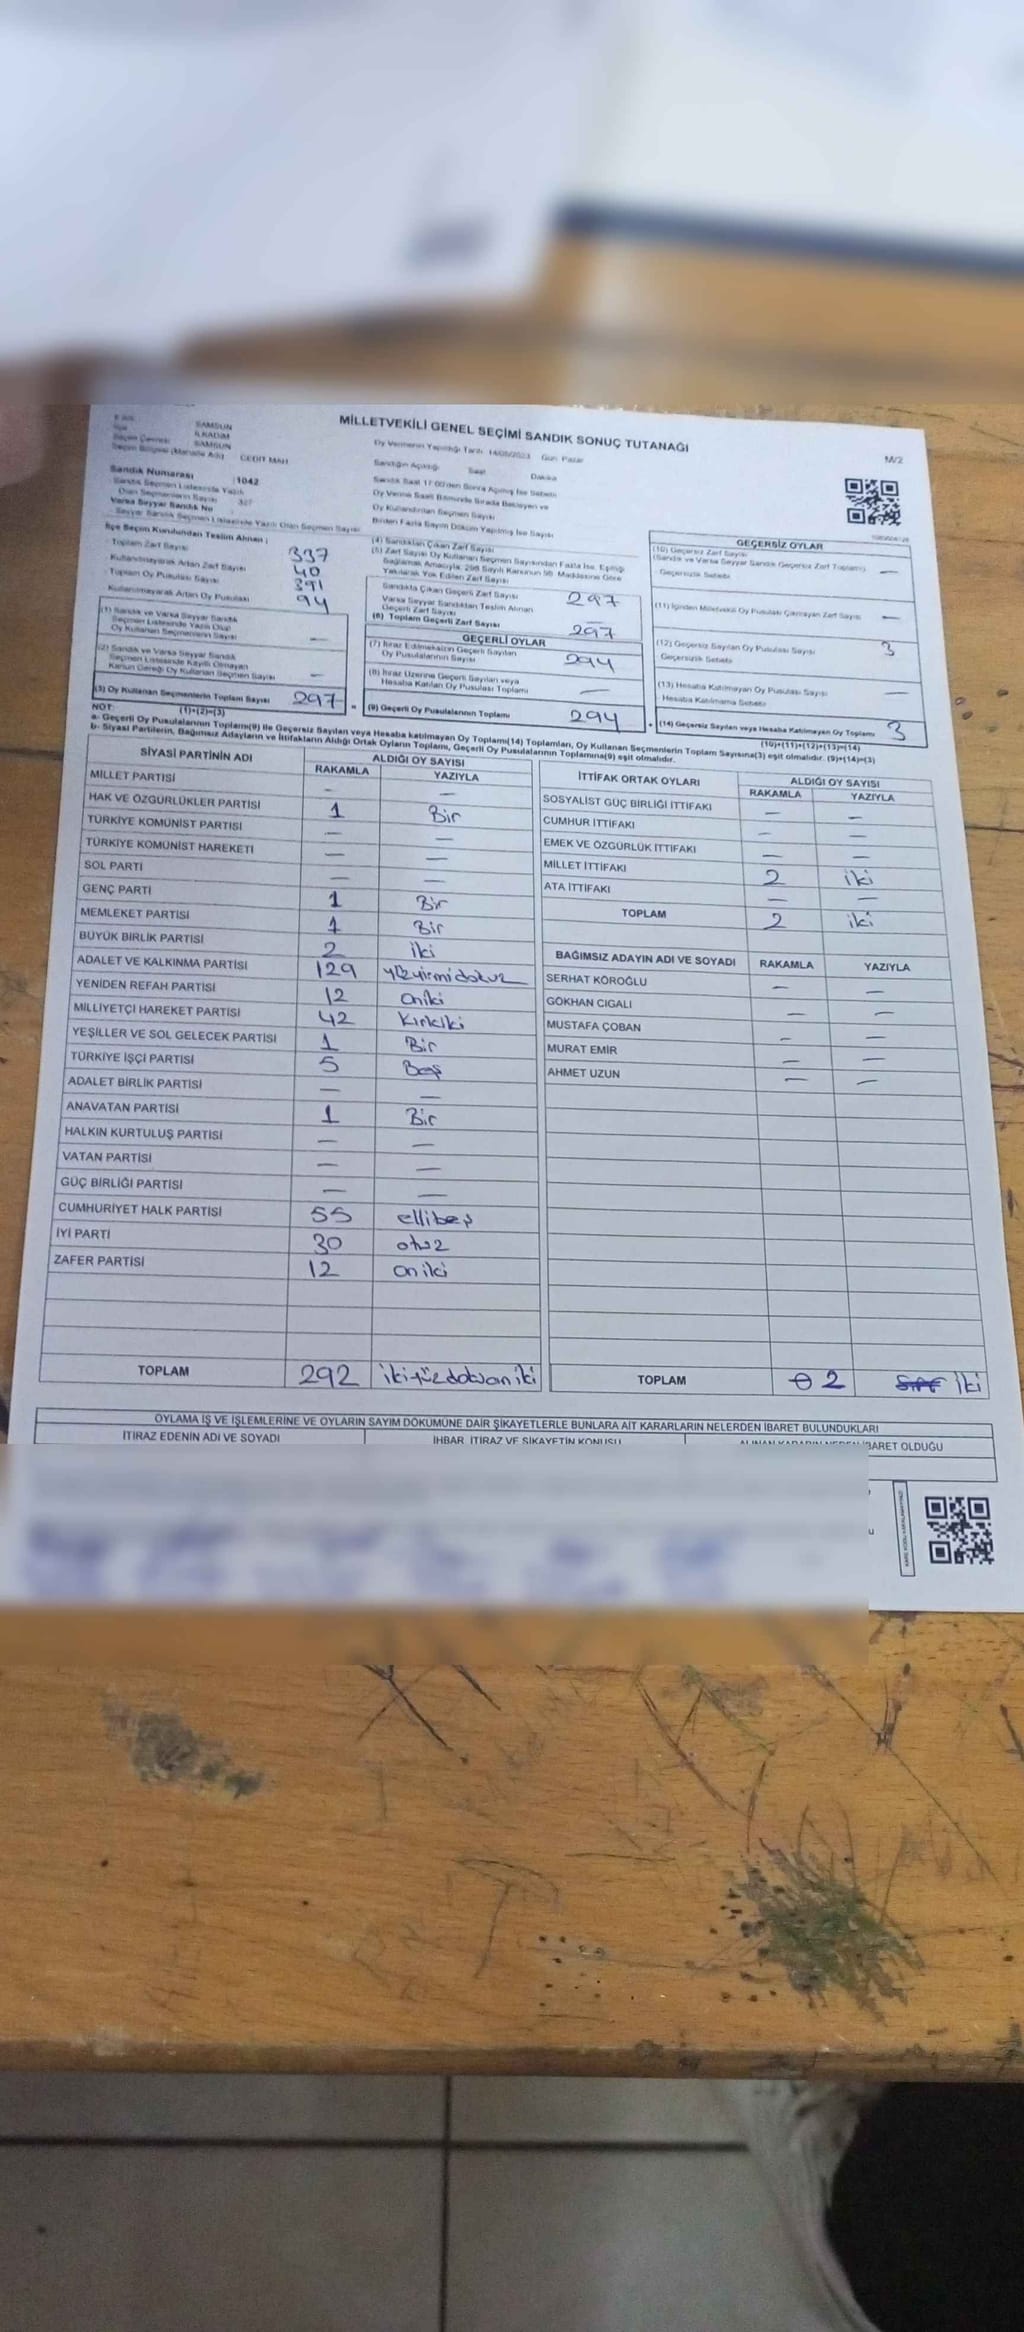 MİLLETVEKİLİ GENEL SEÇİMİ SANDIK SONUÇ TUTANAĞI
M/2
SAMSUN
İLKADIM
SAMSUN
Seçim Bölgesi (Mahalle Adı) CEDİT MAH
Oy Vermenin Yapıldığı Tarih 14/05/2023 Gün Pazar
Sandığın Açıldığı Saat Dakika
Sandık Numarası 1042
Sandık Saat 17:00'den Sonra Açılmış İse Sebebi
Sandık Seçmen Listesinde Yazılı
Olan Seçmenlerin Sayısı 327
Oy Verme Saati Bitiminde Sırada Bekleyen ve
Oy Kullandırılan Seçmen Sayısı
Varsa Seyyar Sandık No
Seyyar Sandık Seçmen Listesinde Yazılı Olan Seçmen Sayısı
Birden Fazla Sayım Döküm Yapılmış İse Sayısı
İlçe Seçim Kurulundan Teslim Alınan :
Toplam Zarf Sayısı 337
Kullanılmayarak Artan Zarf Sayısı 40
Toplam Oy Pusulası Sayısı 391
Kullanılmayarak Artan Oy Pusulası 94
(1) Sandık ve Varsa Seyyar Sandık
Seçmen Listesinde Yazılı Olup
Oy Kullanan Seçmenlerin Sayısı —
(2) Sandık ve Varsa Seyyar Sandık
Seçmen Listesinde Kayıtlı Olmayan
Kanun Gereği Oy Kullanan Seçmen Sayısı —
(3) Oy Kullanan Seçmenlerin Toplam Sayısı 297 =
(1)+(2)=(3)
(4) Sandıktan Çıkan Zarf Sayısı
(5) Zarf Sayısı Oy Kullanan Seçmen Sayısından Fazla İse, Eşitliği
Sağlamak Amacıyla; 298 Sayılı Kanunun 98. Maddesine Göre
Yakılarak Yok Edilen Zarf Sayısı
Sandıkta Çıkan Geçerli Zarf Sayısı 297
Varsa Seyyar Sandıktan Teslim Alınan
Geçerli Zarf Sayısı —
(6) Toplam Geçerli Zarf Sayısı 297
GEÇERLİ OYLAR
(7) İtiraz Edilmeksizin Geçerli Sayılan
Oy Pusulalarının Sayısı 294
(8) İtiraz Üzerine Geçerli Sayılan veya
Hesaba Katılan Oy Pusulası Toplamı —
(9) Geçerli Oy Pusulalarının Toplamı 294 +
GEÇERSİZ OYLAR
(10) Geçersiz Zarf Sayısı
(Sandık ve Varsa Seyyar Sandık Geçersiz Zarf Toplamı) —
Geçersizlik Sebebi
(11) İçinden Milletvekili Oy Pusulası Çıkmayan Zarf Sayısı —
(12) Geçersiz Sayılan Oy Pusulası Sayısı 3
Geçersizlik Sebebi
(13) Hesaba Katılmayan Oy Pusulası Sayısı —
Hesaba Katılmama Sebebi
(14) Geçersiz Sayılan veya Hesaba Katılmayan Oy Toplamı 3
(10)+(11)+(12)+(13)=(14)
NOT:
a- Geçerli Oy Pusulalarının Toplamı(9) ile Geçersiz Sayılan veya Hesaba katılmayan Oy Toplamı(14) Toplamları, Oy Kullanan Seçmenlerin Toplam Sayısına(3) eşit olmalıdır. (9)+(14)=(3)
b- Siyasi Partilerin, Bağımsız Adayların ve İttifakların Aldığı Ortak Oyların Toplamı, Geçerli Oy Pusulalarının Toplamına(9) eşit olmalıdır.
SİYASİ PARTİNİN ADI ALDIĞI OY SAYISI
RAKAMLA YAZIYLA
MİLLET PARTİSİ — —
HAK VE ÖZGÜRLÜKLER PARTİSİ 1 Bir
TÜRKİYE KOMÜNİST PARTİSİ — —
TÜRKİYE KOMÜNİST HAREKETİ — —
SOL PARTİ — —
GENÇ PARTİ 1 Bir
MEMLEKET PARTİSİ 1 Bir
BÜYÜK BİRLİK PARTİSİ 2 iki
ADALET VE KALKINMA PARTİSİ 129 yüzyirmidokuz
YENİDEN REFAH PARTİSİ 12 oniki
MİLLİYETÇİ HAREKET PARTİSİ 42 Kırkiki
YEŞİLLER VE SOL GELECEK PARTİSİ 1 Bir
TÜRKİYE İŞÇİ PARTİSİ 5 Beş
ADALET BİRLİK PARTİSİ — —
ANAVATAN PARTİSİ 1 Bir
HALKIN KURTULUŞ PARTİSİ — —
VATAN PARTİSİ — —
GÜÇ BİRLİĞİ PARTİSİ — —
CUMHURİYET HALK PARTİSİ 55 ellibeş
İYİ PARTİ 30 otuz
ZAFER PARTİSİ 12 oniki
TOPLAM 292 ikiyüzdoksaniki
İTTİFAK ORTAK OYLARI ALDIĞI OY SAYISI
RAKAMLA YAZIYLA
SOSYALİST GÜÇ BİRLİĞİ İTTİFAKI — —
CUMHUR İTTİFAKI — —
EMEK VE ÖZGÜRLÜK İTTİFAKI — —
MİLLET İTTİFAKI 2 iki
ATA İTTİFAKI — —
TOPLAM 2 iki
BAĞIMSIZ ADAYIN ADI VE SOYADI RAKAMLA YAZIYLA
SERHAT KÖROĞLU — —
GÖKHAN CIGALI — —
MUSTAFA ÇOBAN — —
MURAT EMİR — —
AHMET UZUN — —
TOPLAM 2 iki
OYLAMA İŞ VE İŞLEMLERİNE VE OYLARIN SAYIM DÖKÜMÜNE DAİR ŞİKAYETLERLE BUNLARA AİT KARARLARIN NELERDEN İBARET BULUNDUKLARI
İTİRAZ EDENİN ADI VE SOYADI İHBAR, İTİRAZ VE ŞİKAYETİN KONUSU İBARET OLDUĞU